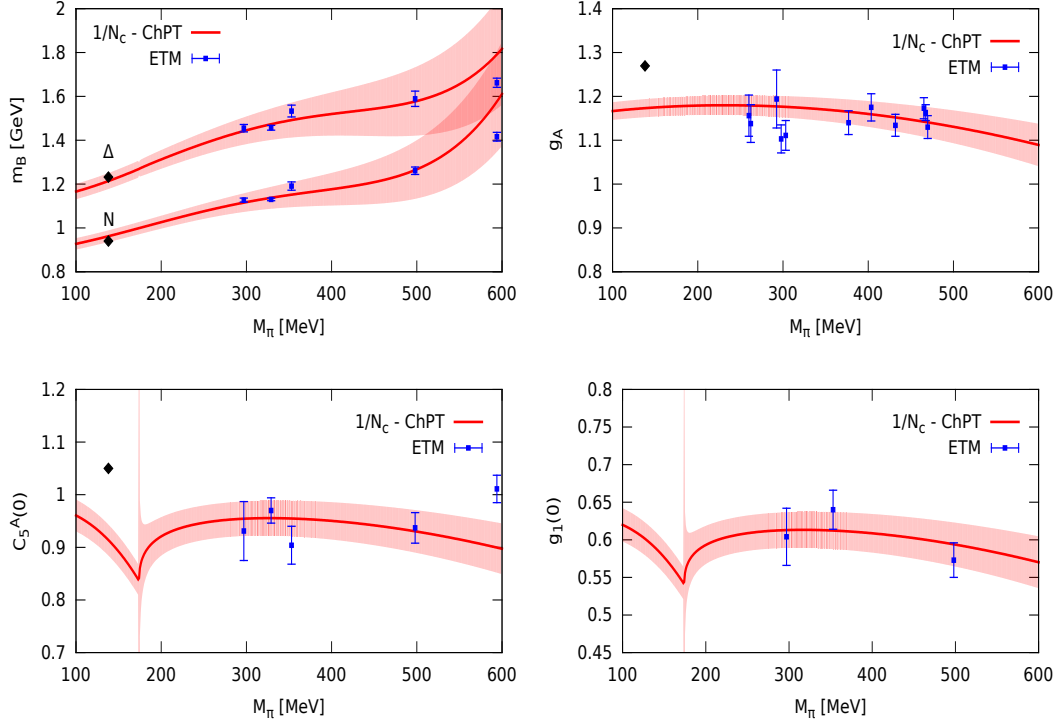 2
1.8
1.6
1.4
1.2
1
0.8
m_B [GeV]
1/N_c - ChPT
ETM
Δ
N
100 200 300 400 500 600
M_π [MeV]
1.4
1.3
1.2
1.1
1
0.9
0.8
g_A
1/N_c - ChPT
ETM
100 200 300 400 500 600
M_π [MeV]
1.2
1.1
1
0.9
0.8
0.7
C_5^A(0)
1/N_c - ChPT
ETM
100 200 300 400 500 600
M_π [MeV]
0.8
0.75
0.7
0.65
0.6
0.55
0.5
0.45
g_1(0)
1/N_c - ChPT
ETM
100 200 300 400 500 600
M_π [MeV]